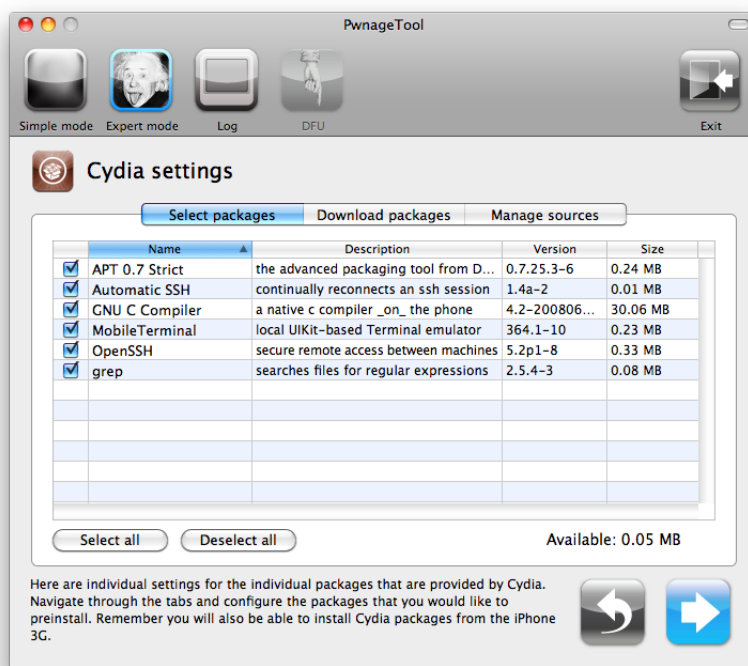 PwnageTool
Simple mode Expert mode Log DFU Exit
Cydia settings
Select packages Download packages Manage sources
Name Description Version Size
APT 0.7 Strict the advanced packaging tool from D... 0.7.25.3-6 0.24 MB
Automatic SSH continually reconnects an ssh session 1.4a-2 0.01 MB
GNU C Compiler a native c compiler _on_ the phone 4.2-200806... 30.06 MB
MobileTerminal local UIKit-based Terminal emulator 364.1-10 0.23 MB
OpenSSH secure remote access between machines 5.2p1-8 0.33 MB
grep searches files for regular expressions 2.5.4-3 0.08 MB
Select all Deselect all Available: 0.05 MB
Here are individual settings for the individual packages that are provided by Cydia.
Navigate through the tabs and configure the packages that you would like to
preinstall. Remember you will also be able to install Cydia packages from the iPhone
3G.